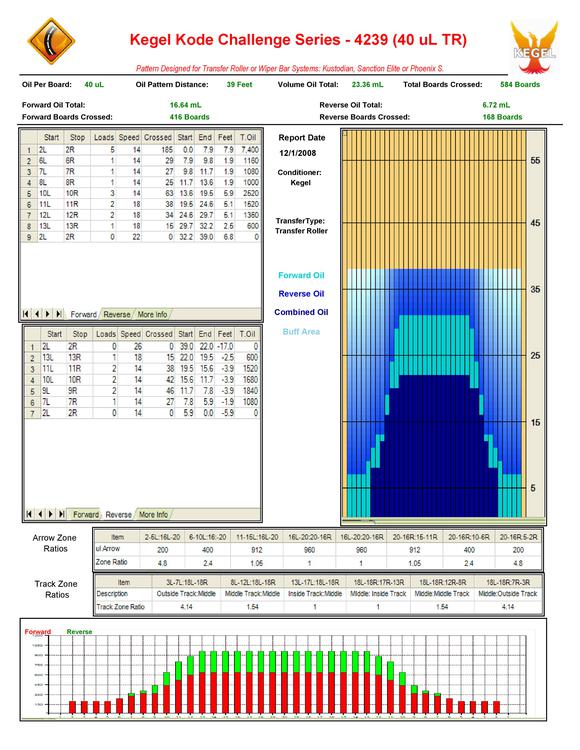 Kegel Kode Challenge Series - 4239 (40 uL TR)
KEGEL
Pattern Designed for Transfer Roller or Wiper Bar Systems: Kustodian, Sanction Elite or Phoenix S.
Oil Per Board: 40 uL Oil Pattern Distance: 39 Feet Volume Oil Total: 23.36 mL Total Boards Crossed: 584 Boards
Forward Oil Total: 16.64 mL Reverse Oil Total: 6.72 mL
Forward Boards Crossed: 416 Boards Reverse Boards Crossed: 168 Boards
Start Stop Loads Speed Crossed Start End Feet T.Oil
1 2L 2R 5 14 185 0.0 7.9 7.9 7,400
2 6L 6R 1 14 29 7.9 9.8 1.9 1160
3 7L 7R 1 14 27 9.8 11.7 1.9 1080
4 8L 8R 1 14 25 11.7 13.6 1.9 1000
5 10L 10R 3 14 63 13.6 19.5 5.9 2520
6 11L 11R 2 18 38 19.5 24.6 5.1 1520
7 12L 12R 2 18 34 24.6 29.7 5.1 1360
8 13L 13R 1 18 15 29.7 32.2 2.5 600
9 2L 2R 0 22 0 32.2 39.0 6.8 0
Forward Reverse More Info
Report Date
12/1/2008
Conditioner:
Kegel
TransferType:
Transfer Roller
Forward Oil
Reverse Oil
Combined Oil
Buff Area
55
45
35
25
15
5
Start Stop Loads Speed Crossed Start End Feet T.Oil
1 2L 2R 0 26 0 39.0 22.0 -17.0 0
2 13L 13R 1 18 15 22.0 19.5 -2.5 600
3 11L 11R 2 14 38 19.5 15.6 -3.9 1520
4 10L 10R 2 14 42 15.6 11.7 -3.9 1680
5 9L 9R 2 14 46 11.7 7.8 -3.9 1840
6 7L 7R 1 14 27 7.8 5.9 -1.9 1080
7 2L 2R 0 14 0 5.9 0.0 -5.9 0
Forward Reverse More Info
Arrow Zone Ratios
Item 2-5L:16L-20 6-10L:16L-20 11-15L:16L-20 16L-20:20-16R 16L-20:20-16R 20-16R:15-11R 20-16R:10-6R 20-16R:5-2R
uL Arrow 200 400 912 960 960 912 400 200
Zone Ratio 4.8 2.4 1.05 1 1 1.05 2.4 4.8
Track Zone Ratios
Item 3L-7L:18L-18R 8L-12L:18L-18R 13L-17L:18L-18R 18L-18R:17R-13R 18L-18R:12R-8R 18L-18R:7R-3R
Description Outside Track:Middle Middle Track:Middle Inside Track:Middle Middle: Inside Track Middle:Middle Track Middle:Outside Track
Track Zone Ratio 4.14 1.54 1 1 1.54 4.14
Forward Reverse